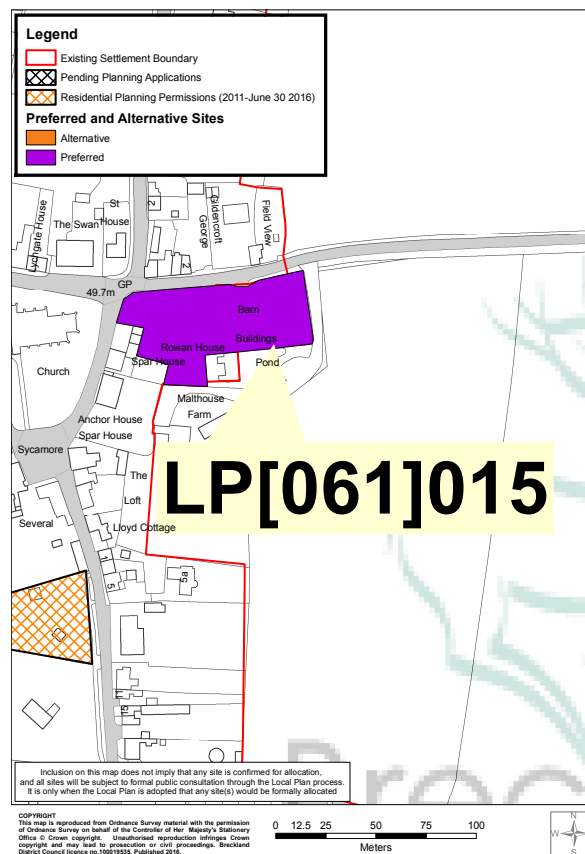 Legend
Existing Settlement Boundary
Pending Planning Applications
Residential Planning Permissions (2011-June 30 2016)
Preferred and Alternative Sites
Alternative
Preferred
Lychgate House
The Swan
St
House
2
2
George
Gildencroft
Field View
GP
49.7m
Barn
Buildings
Rowan House
Spar House
Pond
Church
Malthouse
Farm
Anchor House
Spar House
Sycamore
The
Loft
LP[061]015
Several
Lloyd Cottage
1
5
5a
11
15
Inclusion on this map does not imply that any site is confirmed for allocation,
and all sites will be subject to formal public consultation through the Local Plan process.
It is only when the Local Plan is adopted that any site(s) would be formally allocated
COPYRIGHT
This map is reproduced from Ordnance Survey material with the permission
of Ordnance Survey on behalf of the Controller of Her Majesty's Stationery
Office © Crown copyright. Unauthorised reproduction infringes Crown
copyright and may lead to prosecution or civil proceedings. Breckland
District Council licence no.100019535. Published 2016.
0 12.5 25 50 75 100
Meters
N
W E
S